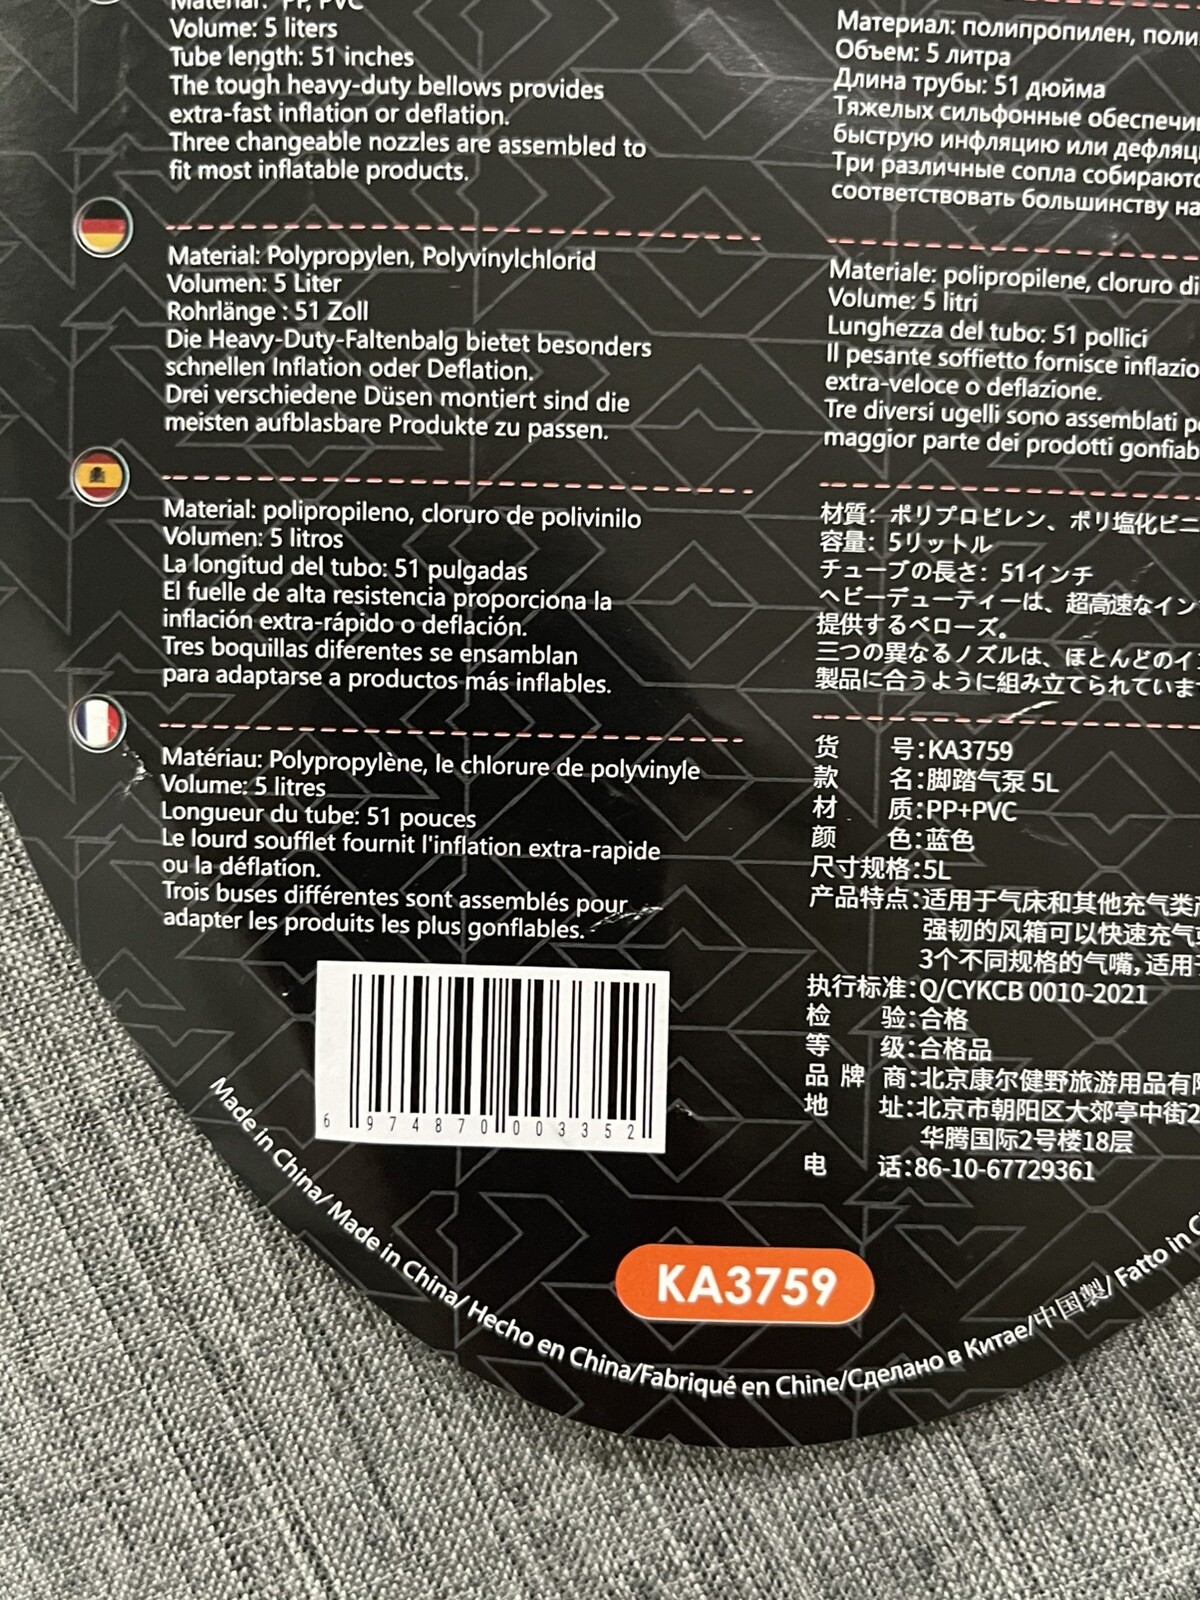 Material: PP, PVC
Volume: 5 liters
Tube length: 51 inches
The tough heavy-duty bellows provides
extra-fast inflation or deflation.
Three changeable nozzles are assembled to
fit most inflatable products.
Material: Polypropylen, Polyvinylchlorid
Volumen: 5 Liter
Rohrlänge : 51 Zoll
Die Heavy-Duty-Faltenbalg bietet besonders
schnellen Inflation oder Deflation.
Drei verschiedene Düsen montiert sind die
meisten aufblasbare Produkte zu passen.
Material: polipropileno, cloruro de polivinilo
Volumen: 5 litros
La longitud del tubo: 51 pulgadas
El fuelle de alta resistencia proporciona la
inflación extra-rápido o deflación.
Tres boquillas diferentes se ensamblan
para adaptarse a productos más inflables.
Matériau: Polypropylène, le chlorure de polyvinyle
Volume: 5 litres
Longueur du tube: 51 pouces
Le lourd soufflet fournit l'inflation extra-rapide
ou la déflation.
Trois buses différentes sont assemblés pour
adapter les produits les plus gonflables.
6 974870 003352
Материал: полипропилен, поли
Объем: 5 литра
Длина трубы: 51 дюйма
Тяжелых сильфонные обеспечи
быструю инфляцию или дефляц
Три различные сопла собирают
соответствовать большинству на
Materiale: polipropilene, cloruro di
Volume: 5 litri
Lunghezza del tubo: 51 pollici
Il pesante soffietto fornisce inflazio
extra-veloce o deflazione.
Tre diversi ugelli sono assemblati pe
maggior parte dei prodotti gonfiab
材質：ポリプロピレン、ポリ塩化ビニ
容量：5リットル
チューブの長さ：51インチ
ヘビーデューティーは、超高速なイン
提供するベローズ。
三つの異なるノズルは、ほとんどのイン
製品に合うように組み立てられていま
货 号:KA3759
款 名:脚踏气泵 5L
材 质:PP+PVC
颜 色:蓝色
尺寸规格:5L
产品特点:适用于气床和其他充气类产
强韧的风箱可以快速充气或
3个不同规格的气嘴,适用于
执行标准:Q/CYKCB 0010-2021
检 验:合格
等 级:合格品
品 牌 商:北京康尔健野旅游用品有限
地 址:北京市朝阳区大郊亭中街2
华腾国际2号楼18层
电 话:86-10-67729361
KA3759
Made in China/ Made in China/ Hecho en China/Fabriqué en Chine/Сделано в Китае/中国製/ Fatto in C